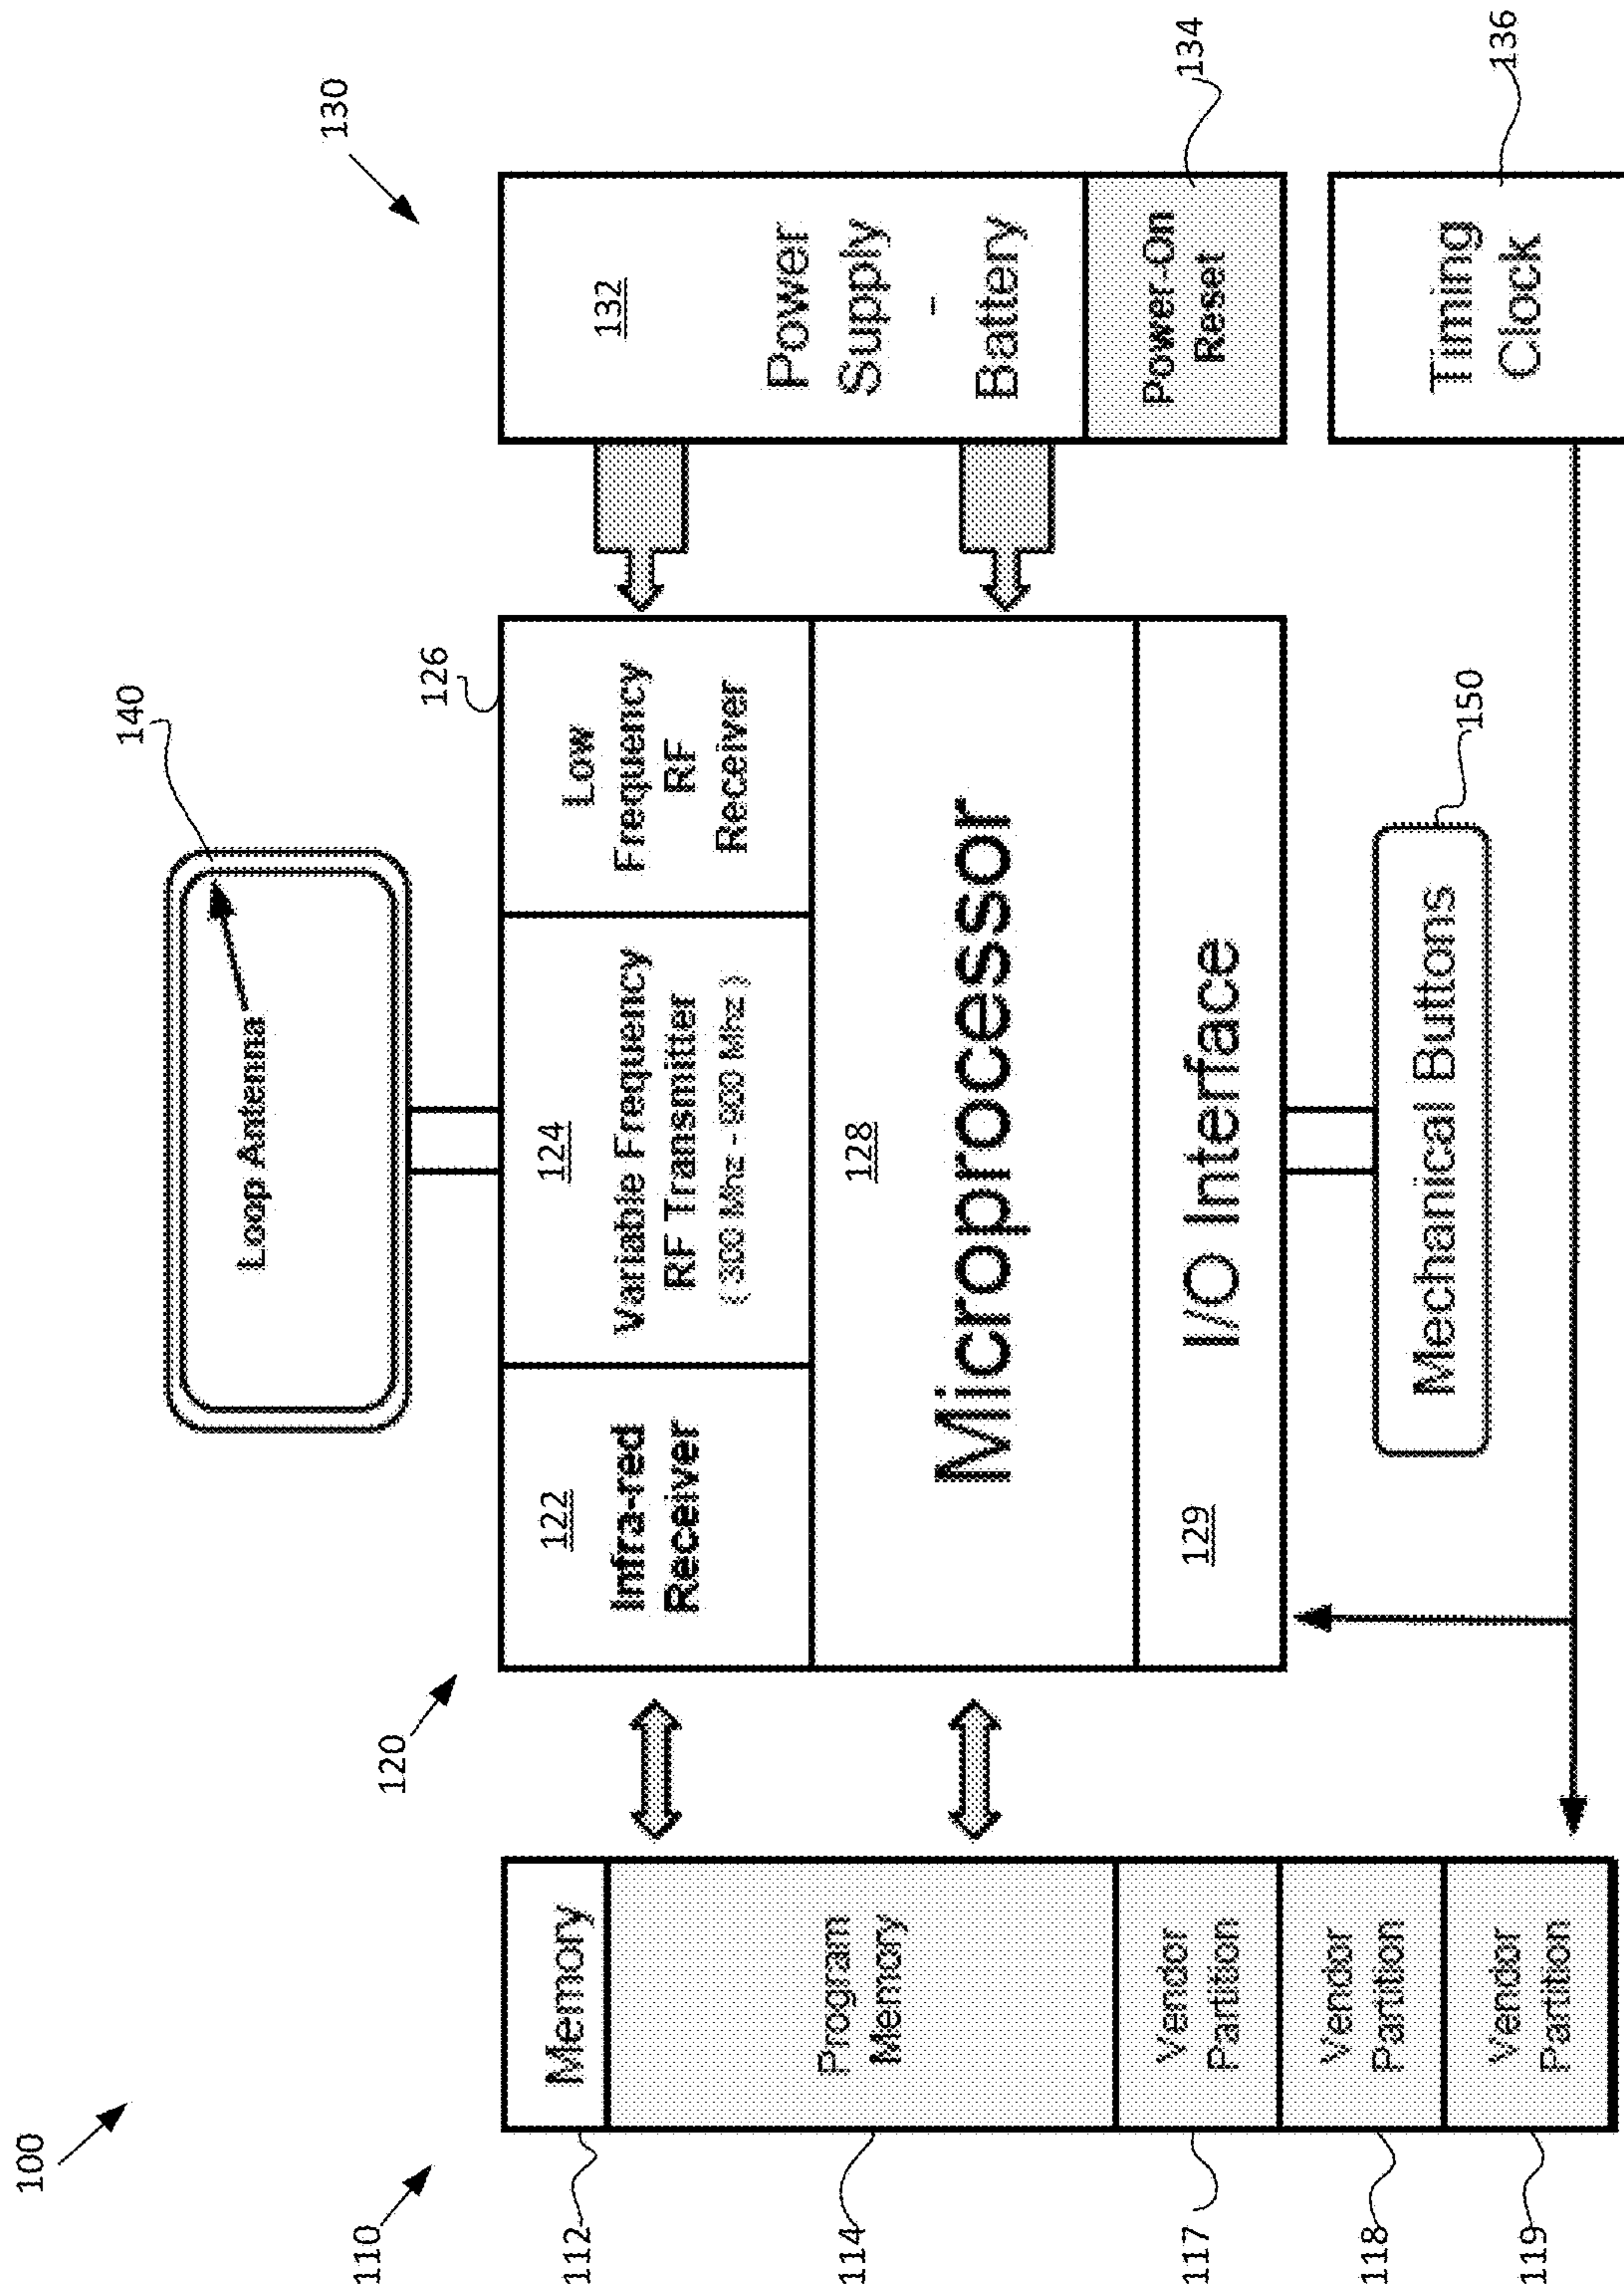 100
110
112
Memory
114
Program
Memory
117
Vendor
Partition
118
Vendor
Partition
119
Vendor
Partition
120
140
Loop Antenna
122
Infra-red
Receiver
124
Variable Frequency
RF Transmitter
( 300 Mhz - Mhz )
126
Low
Frequency
RF
Receiver
128
Microprocessor
129
I/O Interface
150
Mechanical Buttons
130
132
Power
Supply
-
Battery
134
Power-On
Reset
136
Timing
Clock